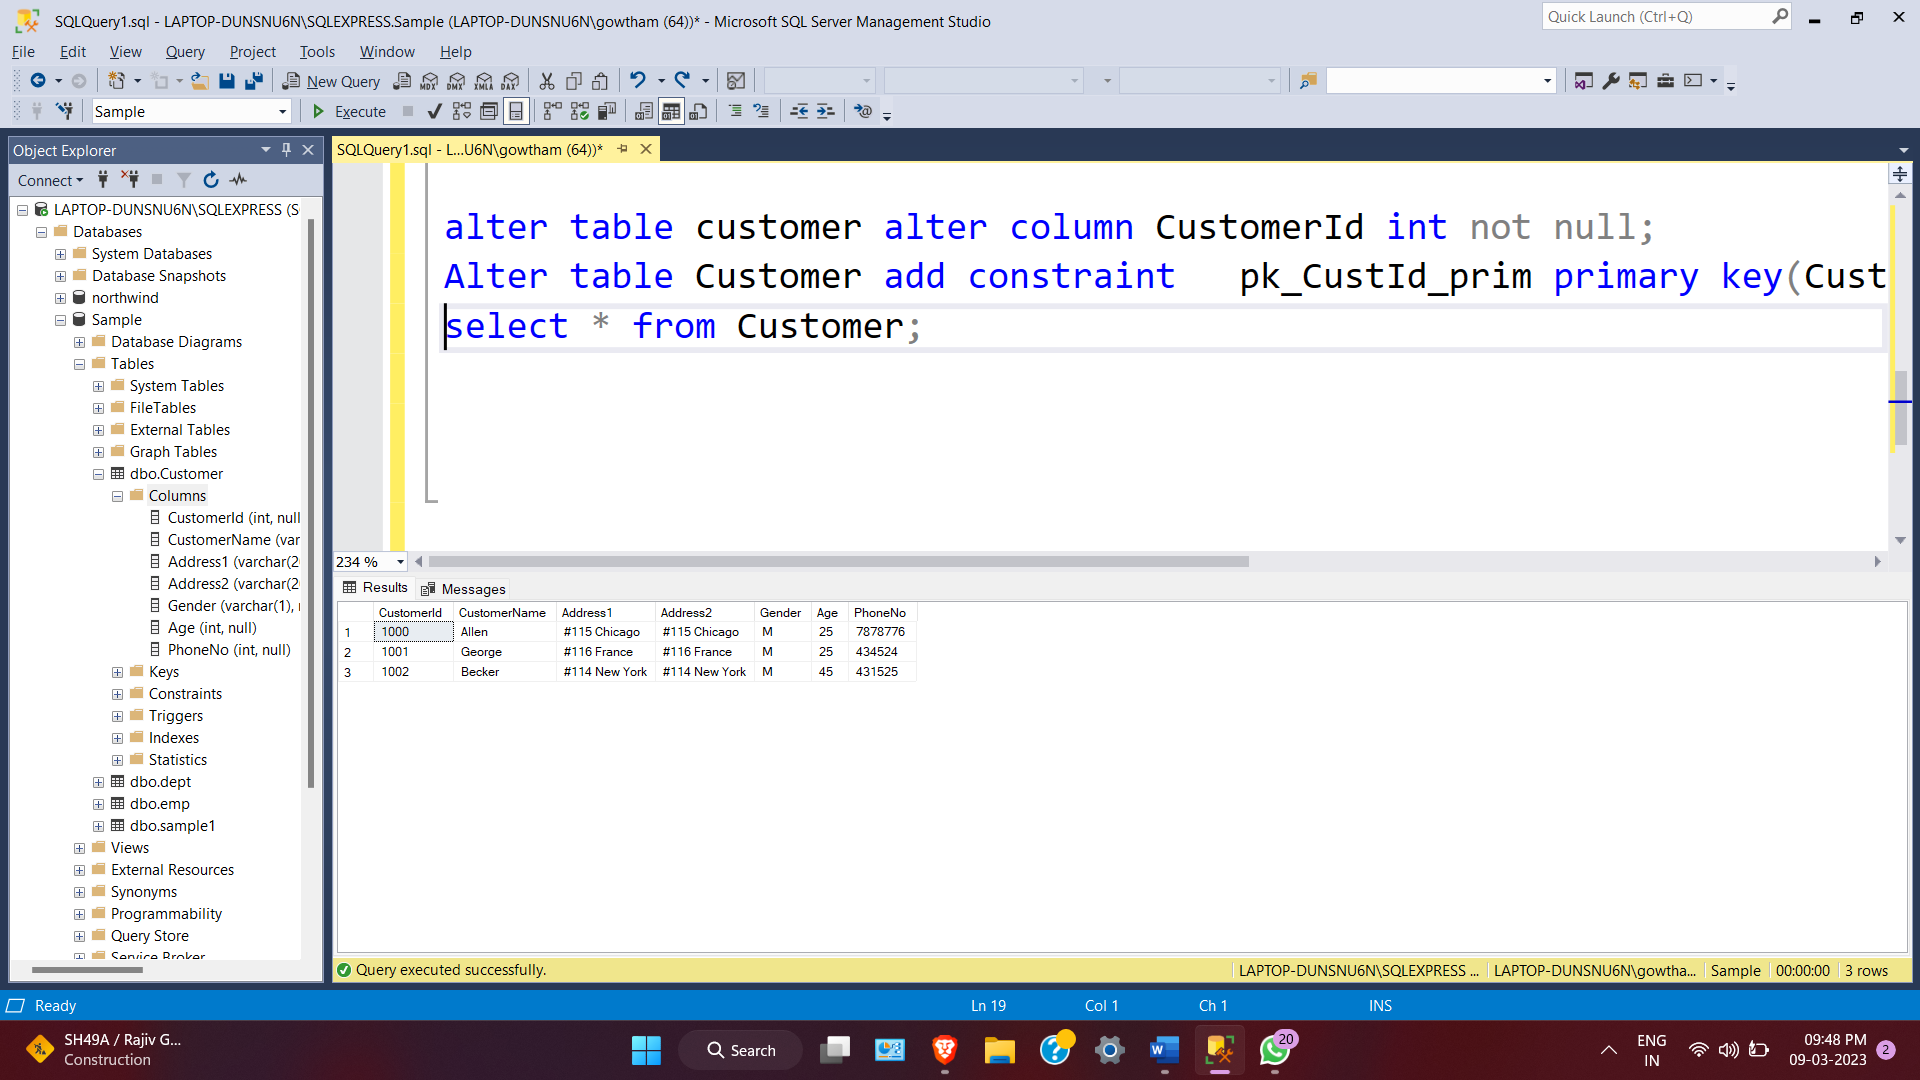 SQLQuery1.sql - LAPTOP-DUNSNU6N\SQLEXPRESS.Sample (LAPTOP-DUNSNU6N\gowtham (64))* - Microsoft SQL Server Management Studio
Quick Launch (Ctrl+Q)
File Edit View Query Project Tools Window Help
New Query MDX DMX XMLA DAX
Sample Execute
Object Explorer
SQLQuery1.sql - L...U6N\gowtham (64))*
Connect
LAPTOP-DUNSNU6N\SQLEXPRESS (S
Databases
System Databases
Database Snapshots
northwind
Sample
Database Diagrams
Tables
System Tables
FileTables
External Tables
Graph Tables
dbo.Customer
Columns
CustomerId (int, null
CustomerName (var
Address1 (varchar(20
Address2 (varchar(20
Gender (varchar(1),
Age (int, null)
PhoneNo (int, null)
Keys
Constraints
Triggers
Indexes
Statistics
dbo.dept
dbo.emp
dbo.sample1
Views
External Resources
Synonyms
Programmability
Query Store
Service Broker
alter table customer alter column CustomerId int not null;
Alter table Customer add constraint   pk_CustId_prim primary key(Cust
select * from Customer;
234 %
Results Messages
CustomerId CustomerName Address1 Address2 Gender Age PhoneNo
1 1000 Allen #115 Chicago #115 Chicago M 25 7878776
2 1001 George #116 France #116 France M 25 434524
3 1002 Becker #114 New York #114 New York M 45 431525
Query executed successfully. LAPTOP-DUNSNU6N\SQLEXPRESS ... LAPTOP-DUNSNU6N\gowtha... Sample 00:00:00 3 rows
Ready Ln 19 Col 1 Ch 1 INS
SH49A / Rajiv G...
Construction
Search
20
ENG
IN
09:48 PM
09-03-2023
2